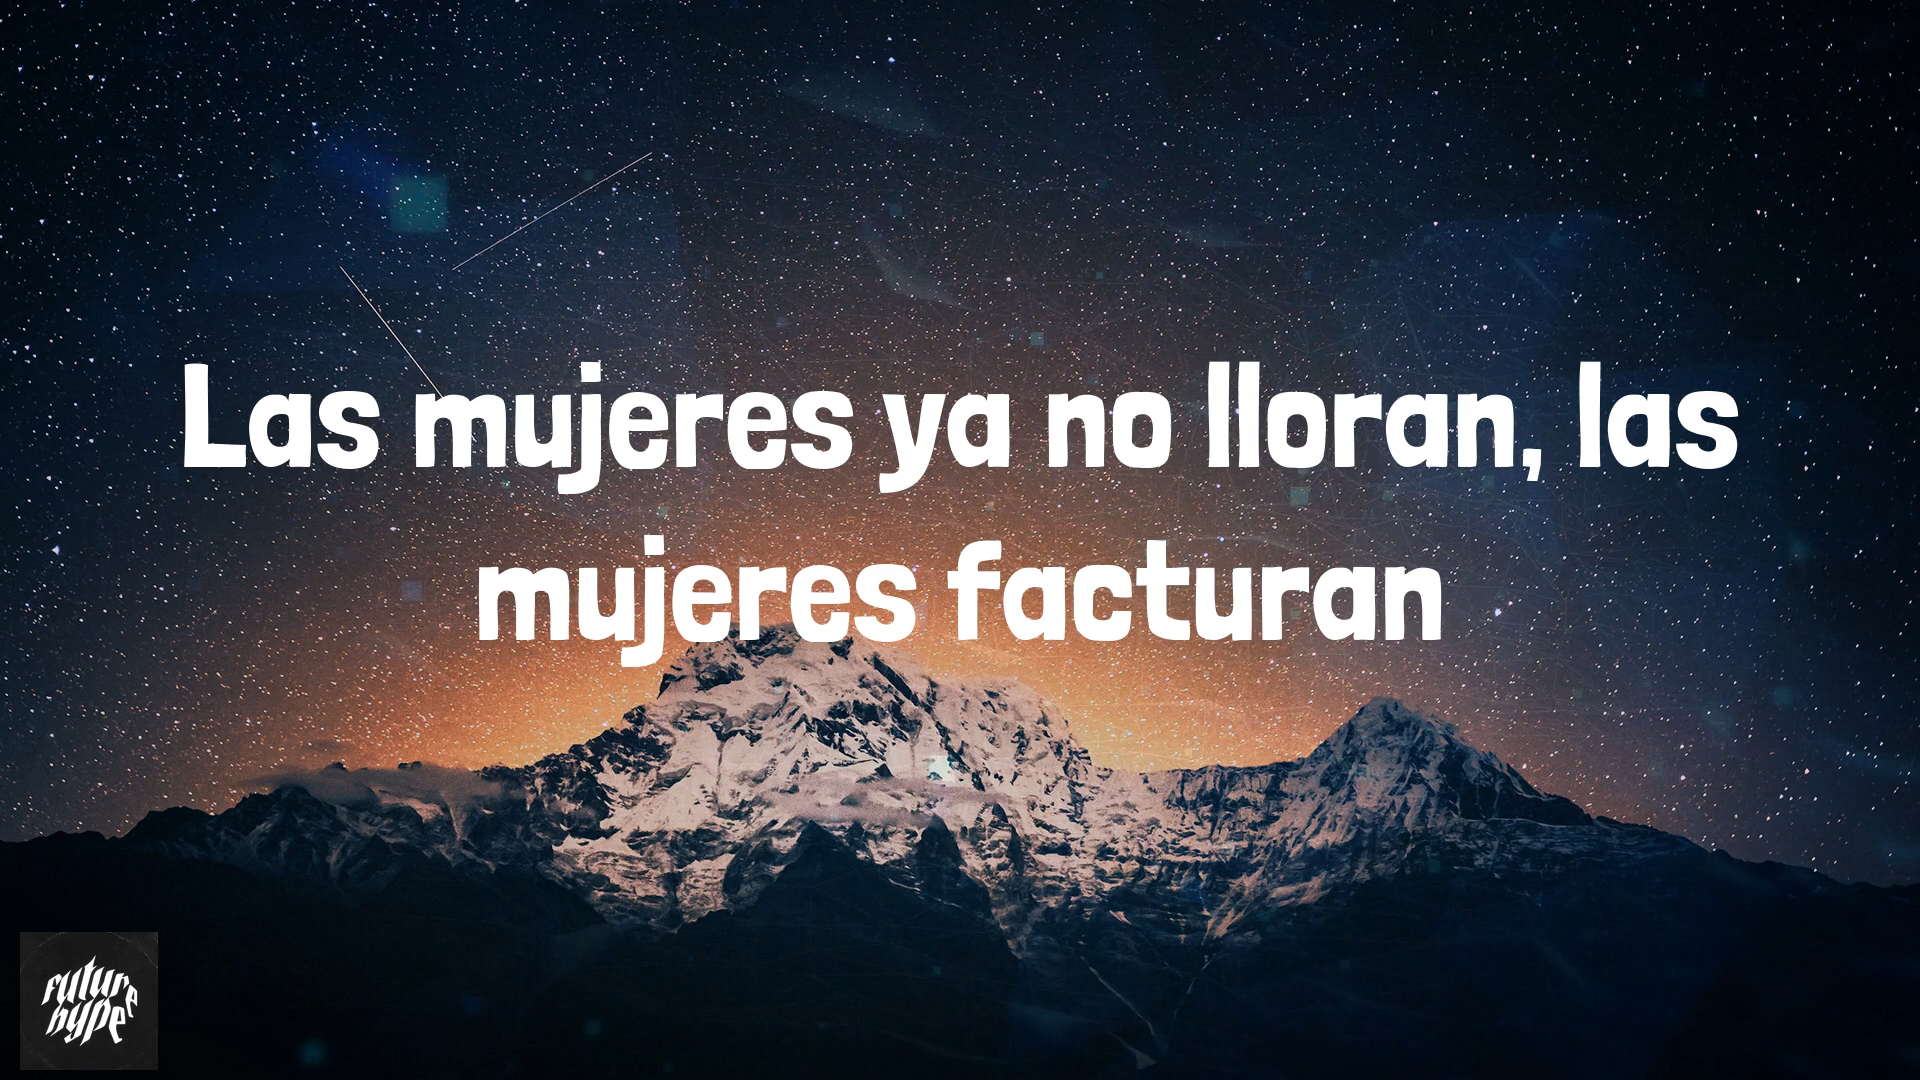 Las mujeres ya no lloran, las
mujeres facturan
future
hype